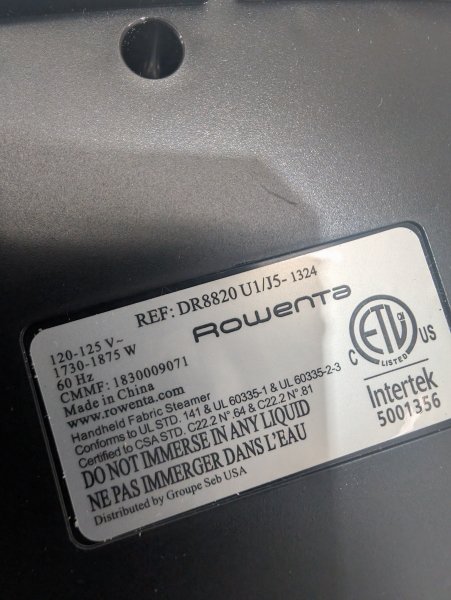 REF: DR8820 U1/J5- 1324
Rowenta
120-125 V~
1730-1875 W
60 Hz
CMMF: 1830009071
Made in China
www.rowenta.com
Handheld Fabric Steamer
Conforms to UL STD. 141 & UL 60335-1 & UL 60335-2-3
Certified to CSA STD. C22.2 N°.64 & C22.2 N°.81
DO NOT IMMERSE IN ANY LIQUID
NE PAS IMMERGER DANS L'EAU
Distributed by Groupe Seb USA
ETL CM
C US
LISTED
Intertek
5001356